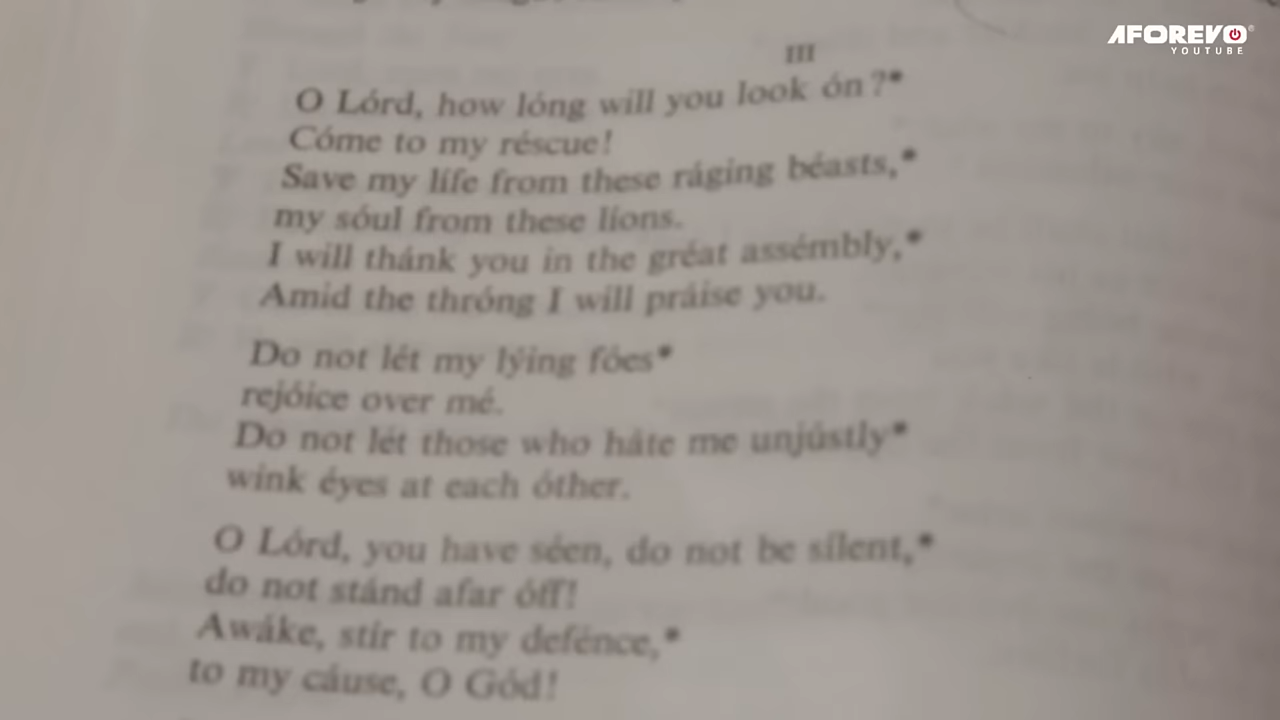 AFOREVO
YOUTUBE
III
O Lórd, how lóng will you look ón?*
Cóme to my réscue!
Save my lífe from these ráging béasts,*
my sóul from these líons.
I will thánk you in the gréat assémbly,*
Amid the thróng I will práise you.
Do not lét my lýing fóes*
rejóice over mé.
Do not lét those who háte me unjústly*
wink éyes at each óther.
O Lórd, you have séen, do not be sílent,*
do not stánd afar óff!
Awáke, stír to my defénce,*
to my cáuse, O Gód!